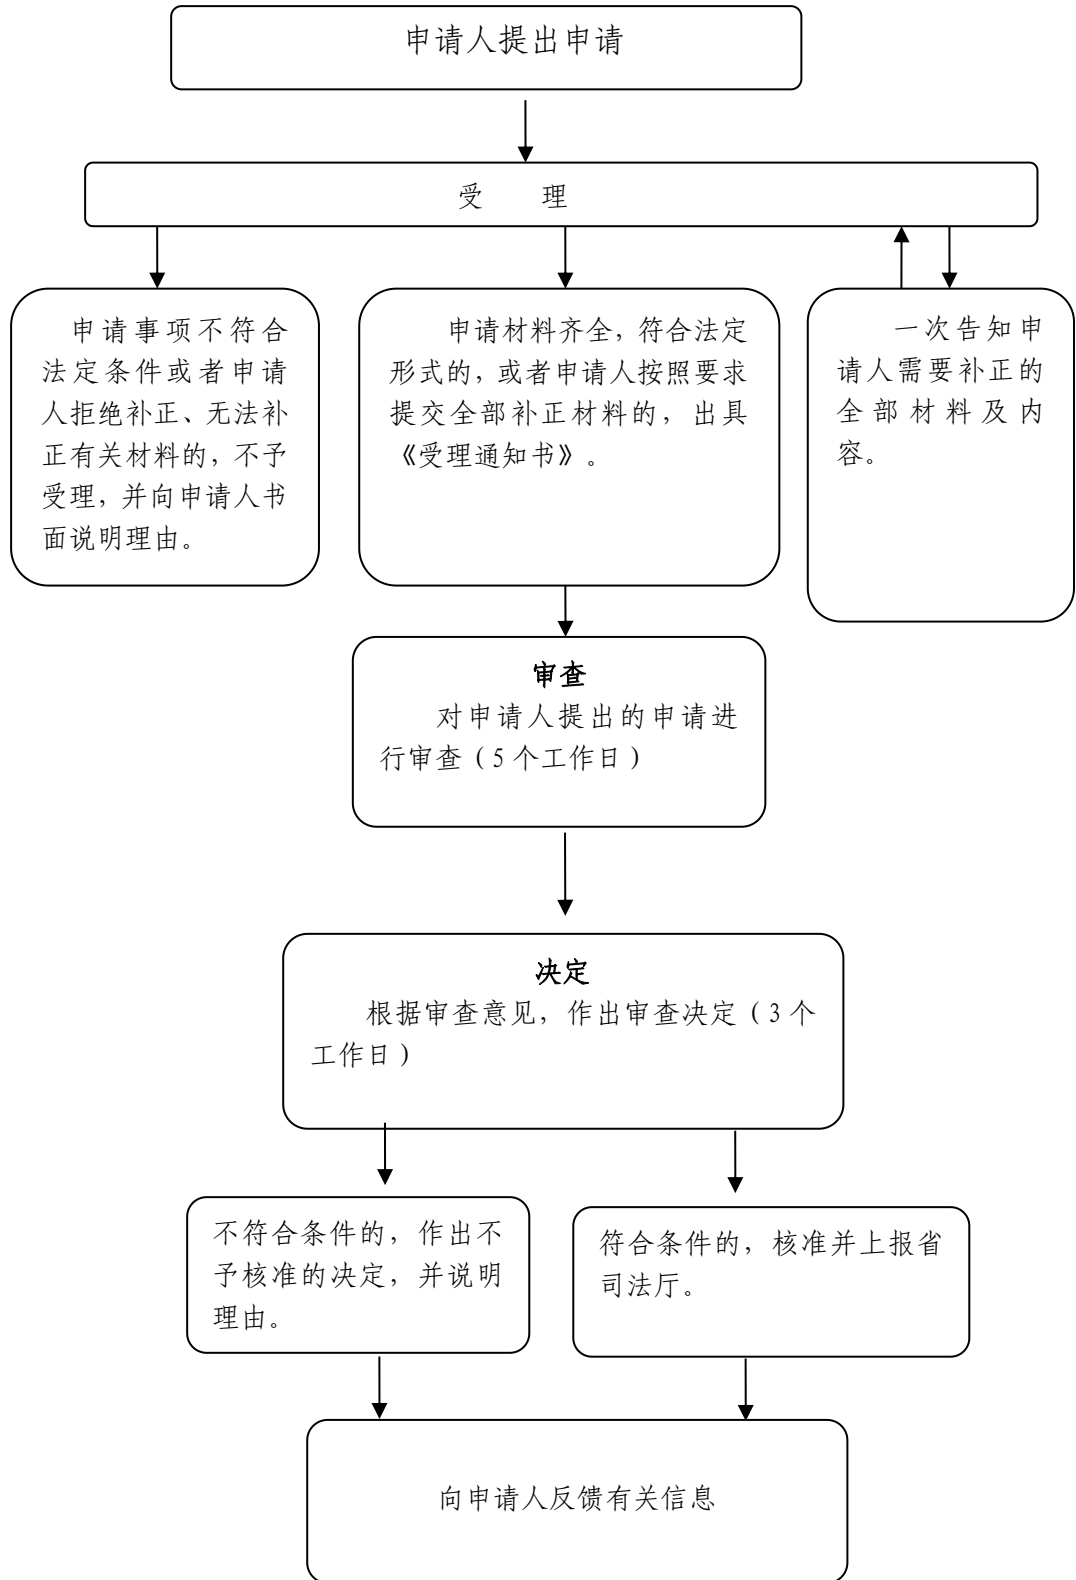 申请人提出申请
受 理
申请事项不符合
法定条件或者申请
人拒绝补正、无法补
正有关材料的，不予
受理，并向申请人书
面说明理由。
申请材料齐全，符合法定
形式的，或者申请人按照要求
提交全部补正材料的，出具
《受理通知书》。
一次告知申
请人需要补正的
全部材料及内
容。
审查
对申请人提出的申请进
行审查（5个工作日）
决定
根据审查意见，作出审查决定（3个
工作日）
不符合条件的，作出不
予核准的决定，并说明
理由。
符合条件的，核准并上报省
司法厅。
向申请人反馈有关信息